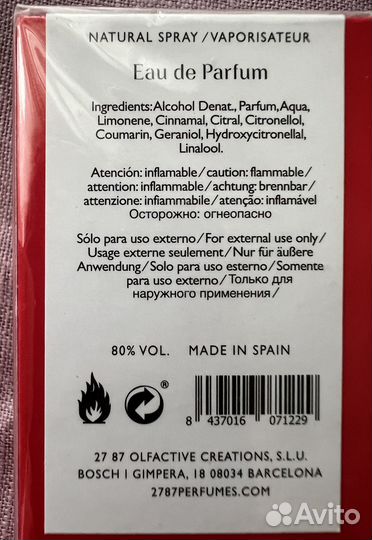 NATURAL SPRAY / VAPORISATEUR
Eau de Parfum
Ingredients: Alcohol Denat., Parfum, Aqua,
Limonene, Cinnamal, Citral, Citronellol,
Coumarin, Geraniol, Hydroxycitronellal,
Linalool.
Atención: inflamable / caution: flammable /
attention: inflammable / achtung: brennbar /
attenzione: infiammabile / atenção: inflamável
Осторожно: огнеопасно
Sólo para uso externo / For external use only /
Usage externe seulement / Nur für äußere
Anwendung / Solo para uso esterno / Somente
para uso externo / Только для
наружного применения /
80% VOL. MADE IN SPAIN
®
8 437016 071229
27 87 OLFACTIVE CREATIONS, S.L.U.
BOSCH I GIMPERA, 18 08034 BARCELONA
2787PERFUMES.COM
Avito